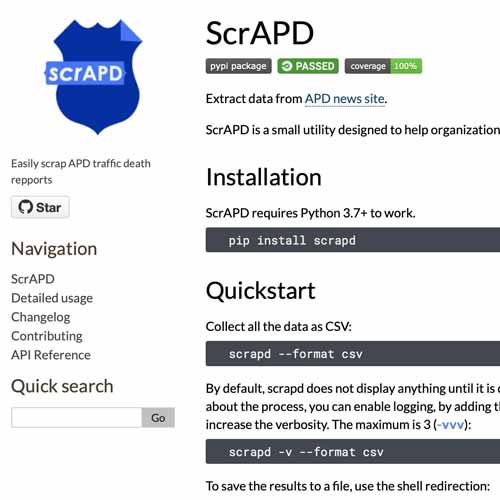 scrAPD
Easily scrap APD traffic death
repports
Star
Navigation
ScrAPD
Detailed usage
Changelog
Contributing
API Reference
Quick search
Go
ScrAPD
pypi package
PASSED
coverage 100%
Extract data from APD news site.
ScrAPD is a small utility designed to help organization
Installation
ScrAPD requires Python 3.7+ to work.
pip install scrapd
Quickstart
Collect all the data as CSV:
scrapd --format csv
By default, scrapd does not display anything until it is
about the process, you can enable logging, by adding
increase the verbosity. The maximum is 3 (-vvv):
scrapd -v --format csv
To save the results to a file, use the shell redirection: